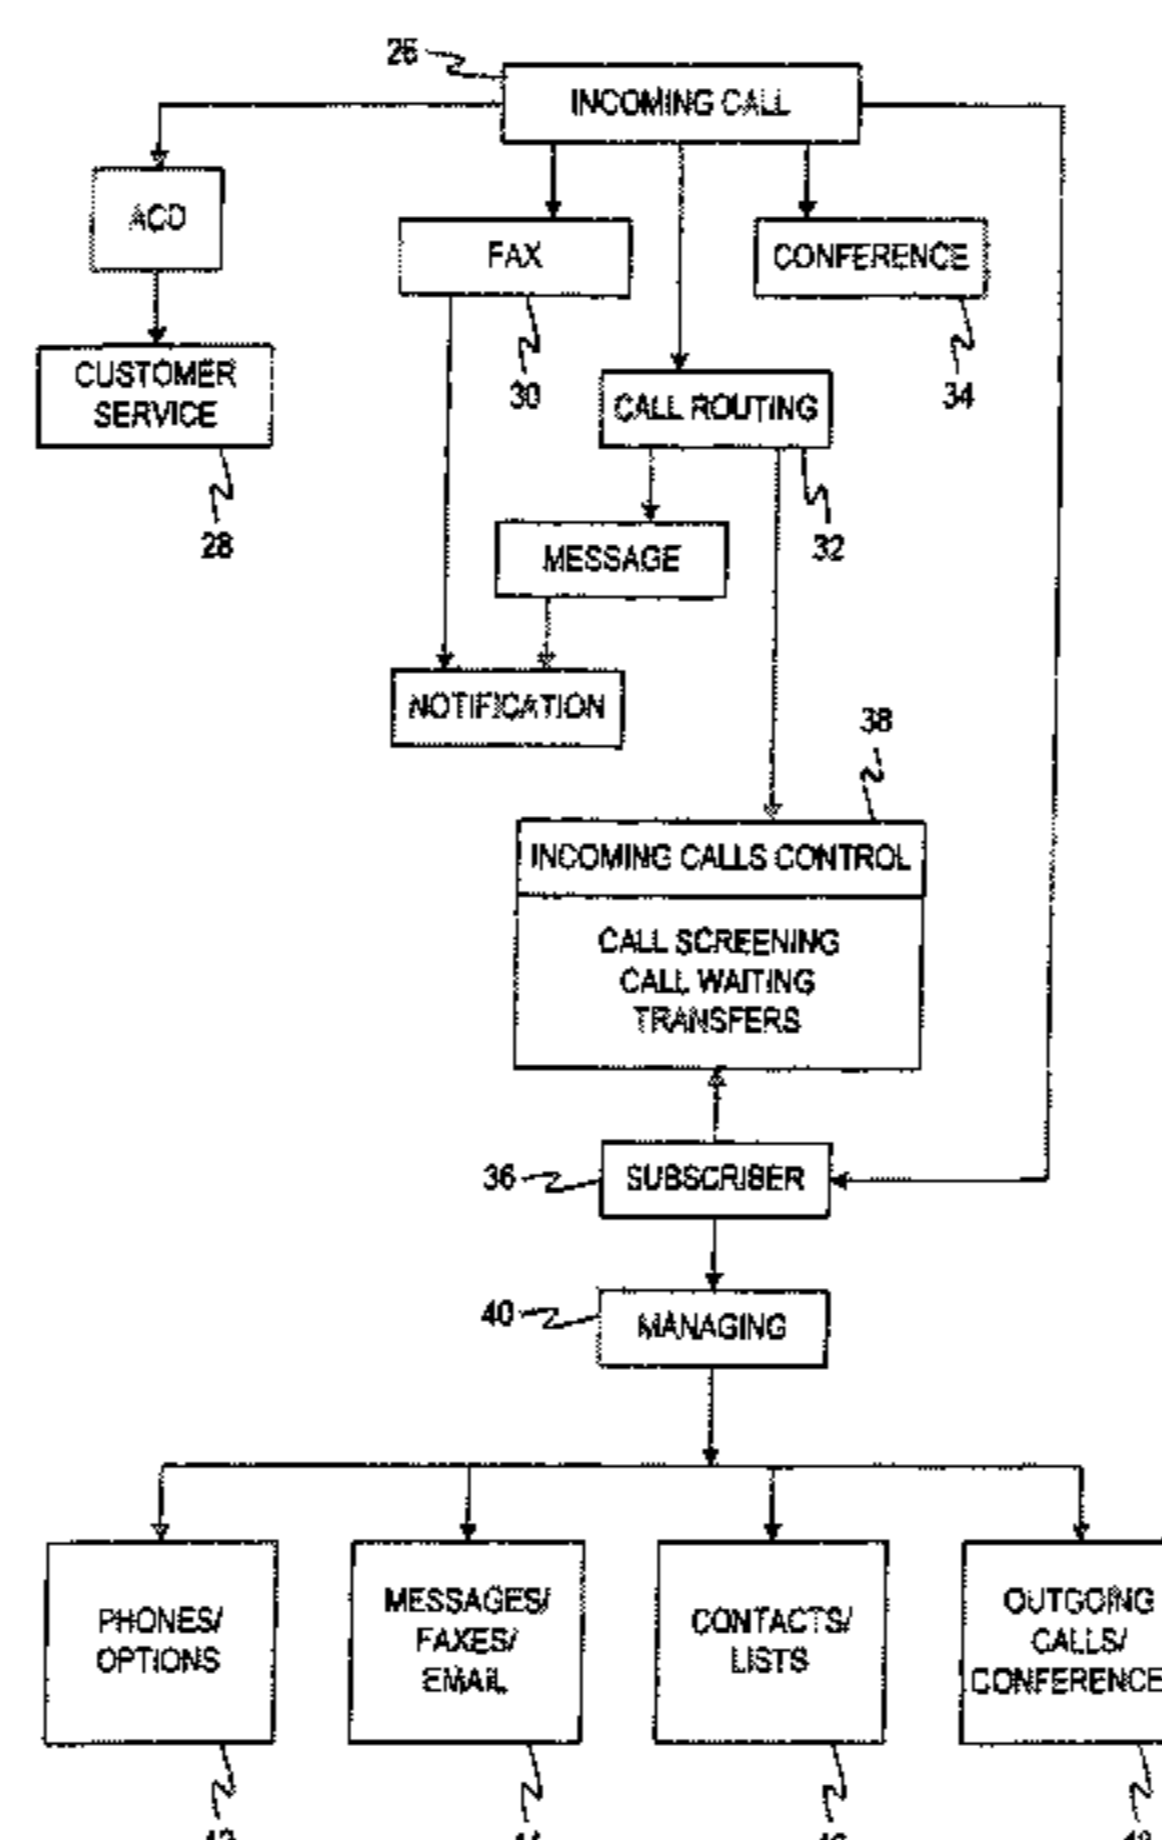 26
INCOMING CALL
ACD
FAX
CONFERENCE
CUSTOMER
SERVICE
30
CALL ROUTING
34
28
MESSAGE
32
NOTIFICATION
38
INCOMING CALLS CONTROL
CALL SCREENING
CALL WAITING
TRANSFERS
36
SUBSCRIBER
40
MANAGING
PHONES/
OPTIONS
MESSAGES/
FAXES/
EMAIL
CONTACTS/
LISTS
OUTGOING
CALLS/
CONFERENCE